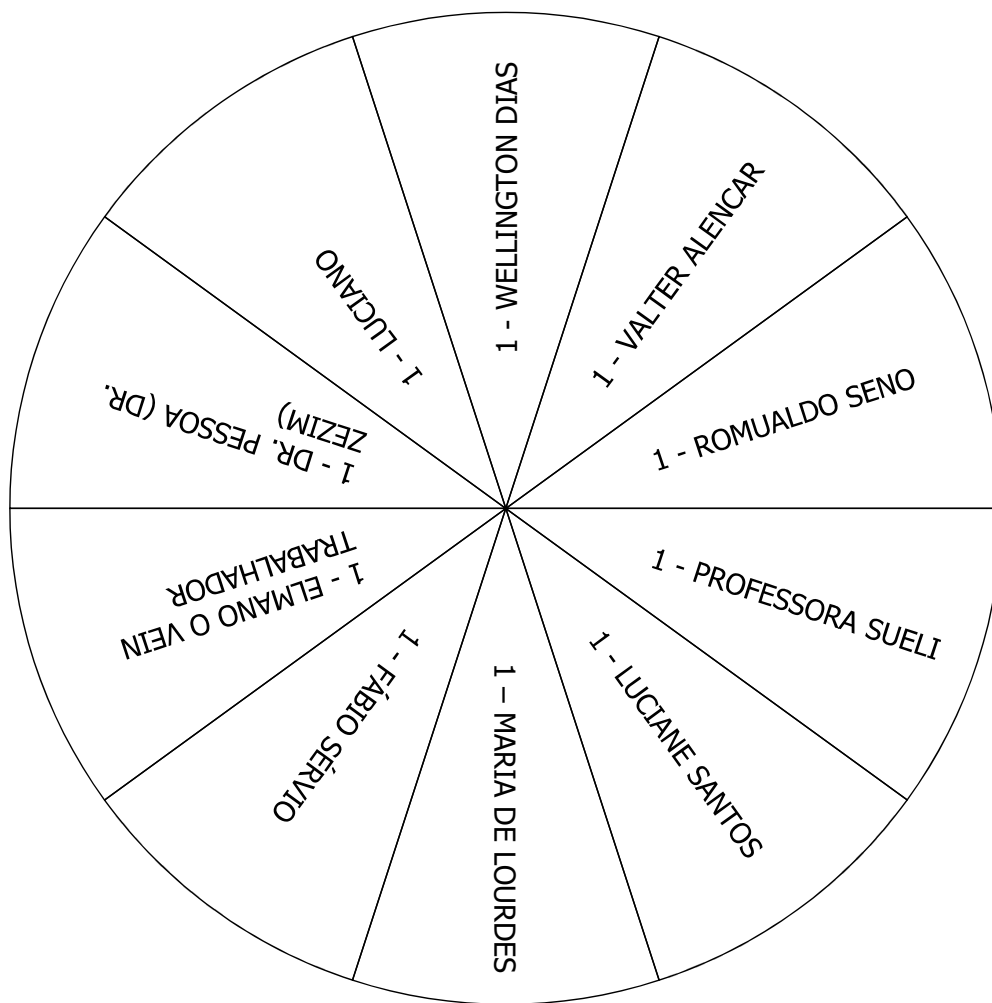 1 - WELLINGTON DIAS
1 - VALTER ALENCAR
1 - ROMUALDO SENO
1 - PROFESSORA SUELI
1 - LUCIANE SANTOS
1 – MARIA DE LOURDES
1 - FÁBIO SÉRVIO
1 - ELMANO O VEIN
TRABALHADOR
1 - DR. PESSOA (DR.
ZEZIM)
1 - LUCIANO